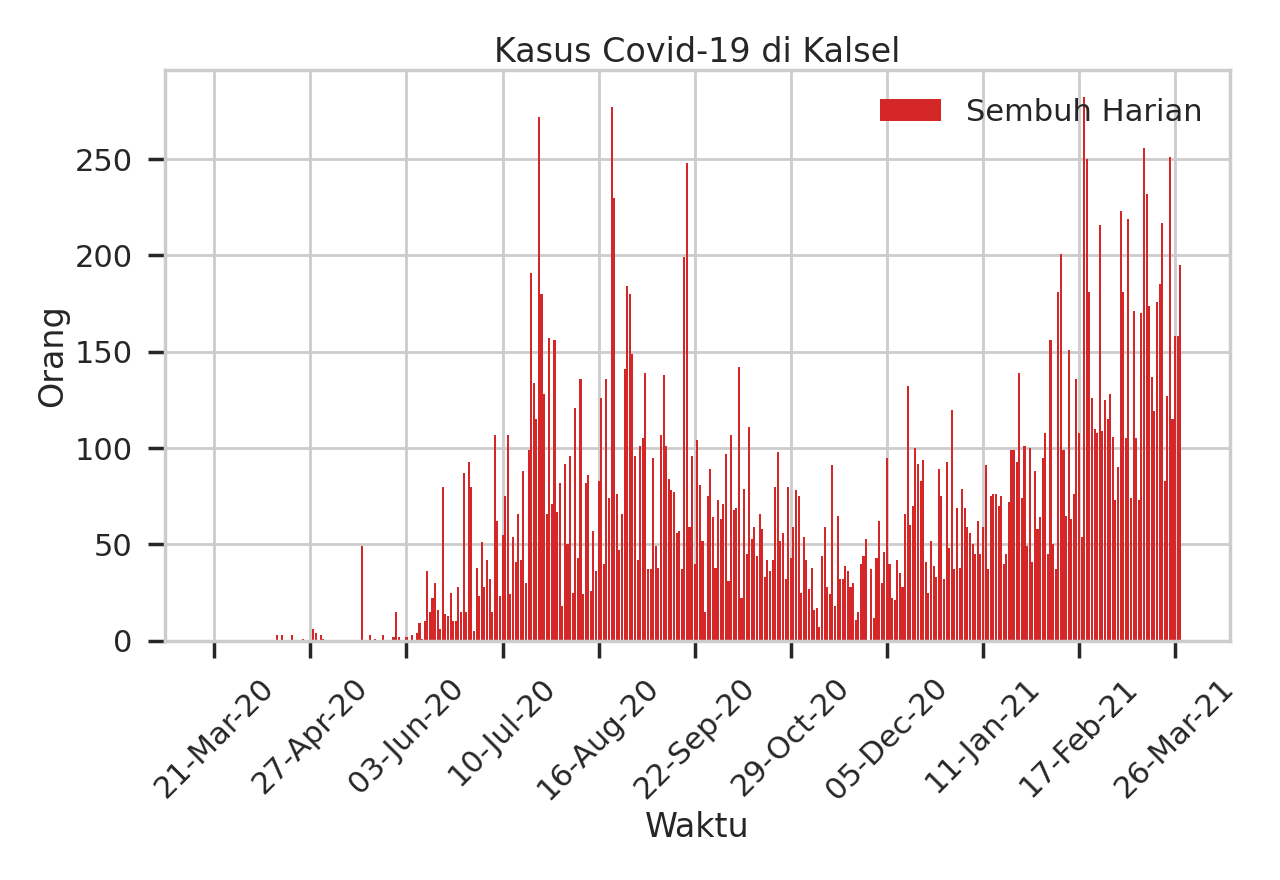 Kasus Covid-19 di Kalsel
Sembuh Harian
Orang
250
200
150
100
50
0
21-Mar-20
27-Apr-20
03-Jun-20
10-Jul-20
16-Aug-20
22-Sep-20
29-Oct-20
05-Dec-20
11-Jan-21
17-Feb-21
26-Mar-21
Waktu